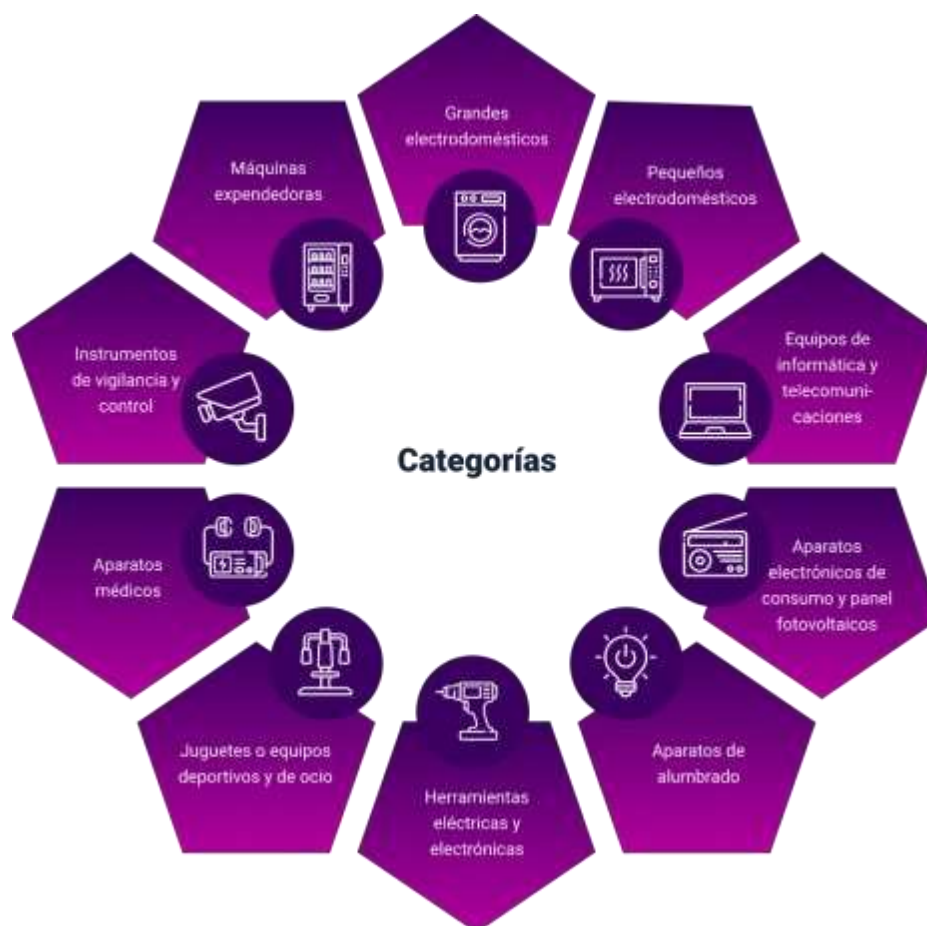 Grandes
electrodomésticos
Pequeños
electrodomésticos
Equipos de
informática y
telecomuni-
caciones
Aparatos
electrónicos de
consumo y panel
fotovoltaicos
Aparatos de
alumbrado
Herramientas
eléctricas y
electrónicas
Juguetes o equipos
deportivos y de ocio
Aparatos
médicos
Instrumentos
de vigilancia y
control
Máquinas
expendedoras
Categorías